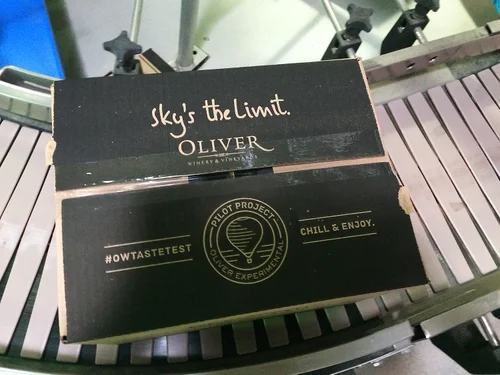 sky's the Limit.
OLIVER
WINERY & VINEYARDS
#OWTASTETEST
PILOT PROJECT
OLIVER EXPERIMENTAL
CHILL & ENJOY.